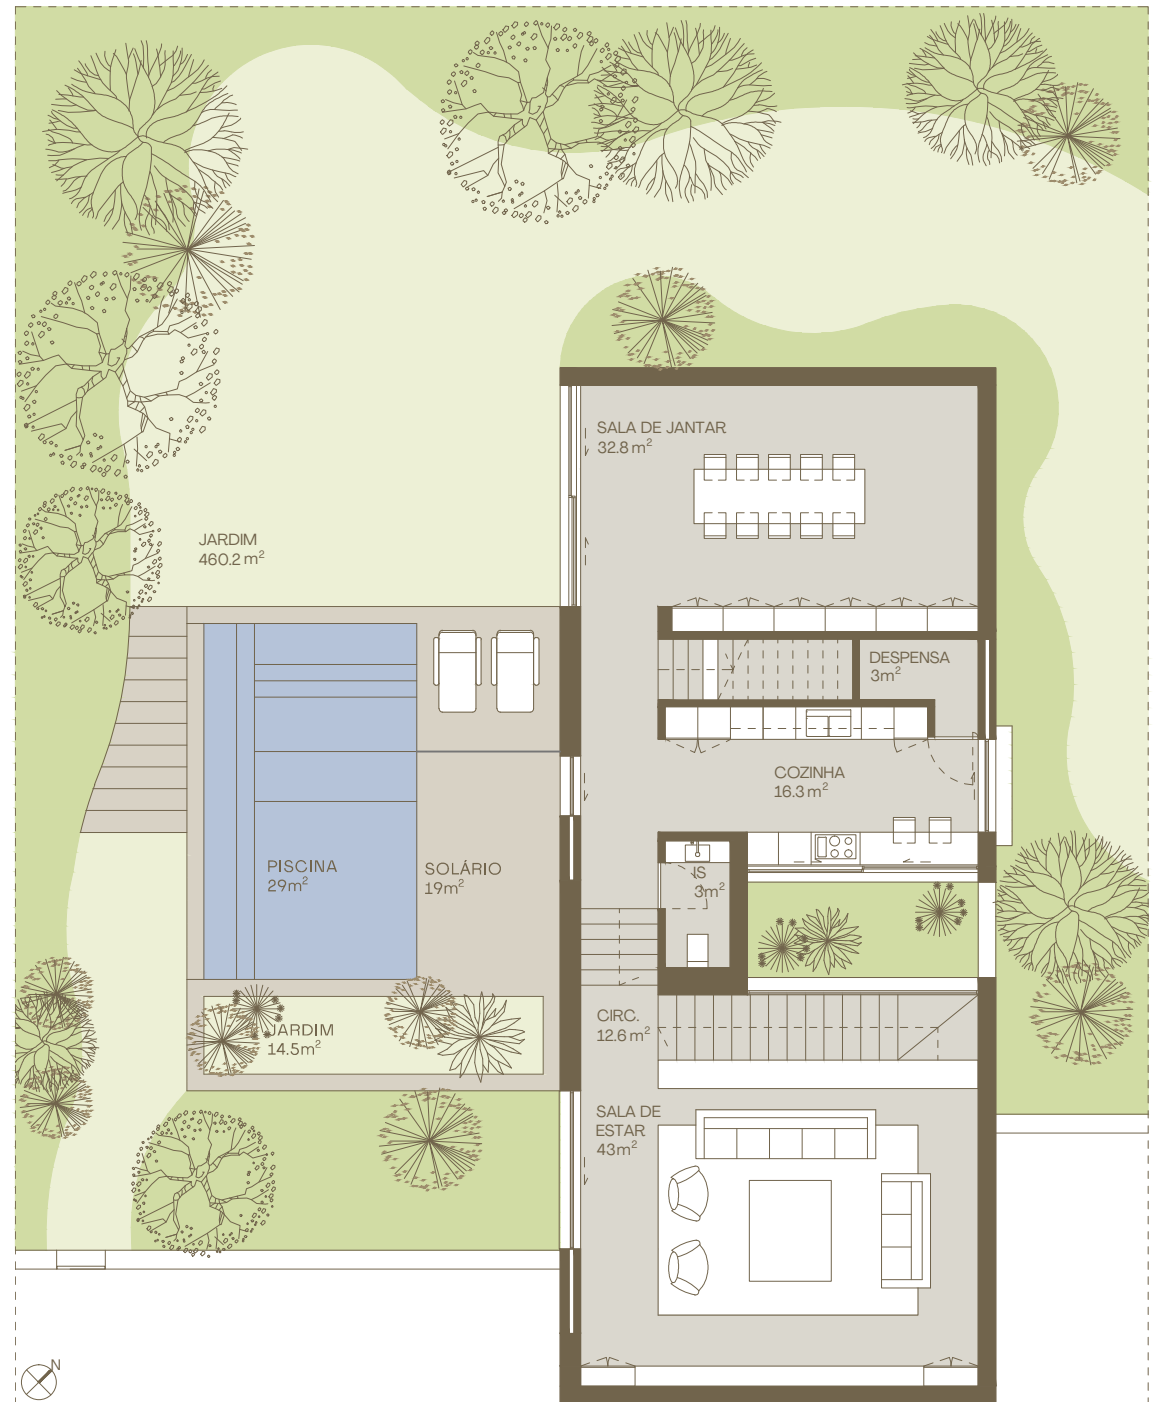 SALA DE JANTAR
32.8 m²
JARDIM
460.2 m²
DESPENSA
3m²
COZINHA
16.3 m²
PISCINA
29m²
SOLÁRIO
19m²
IS
3m²
JARDIM
14.5m²
CIRC.
12.6 m²
SALA DE
ESTAR
43m²
N